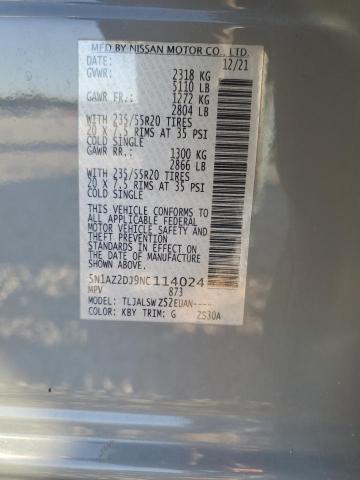 MFD BY NISSAN MOTOR CO., LTD.
DATE: 12/21
GVWR: 2318 KG
5110 LB
GAWR FR.: 1272 KG
2804 LB
WITH 235/55R20 TIRES
20 X 7.5 RIMS AT 35 PSI
COLD SINGLE
GAWR RR.: 1300 KG
2866 LB
WITH 235/55R20 TIRES
20 X 7.5 RIMS AT 35 PSI
COLD SINGLE
THIS VEHICLE CONFORMS TO
ALL APPLICABLE FEDERAL
MOTOR VEHICLE SAFETY AND
STANDARDS IN EFFECT
ON THE DATE OF
MANUFACTURE SHOWN ABOVE
5N1AZ2DJ9NC114024
MPV 873
MODEL: TLJALSWZ52EUAN----
COLOR: KBY TRIM: G ZS30A